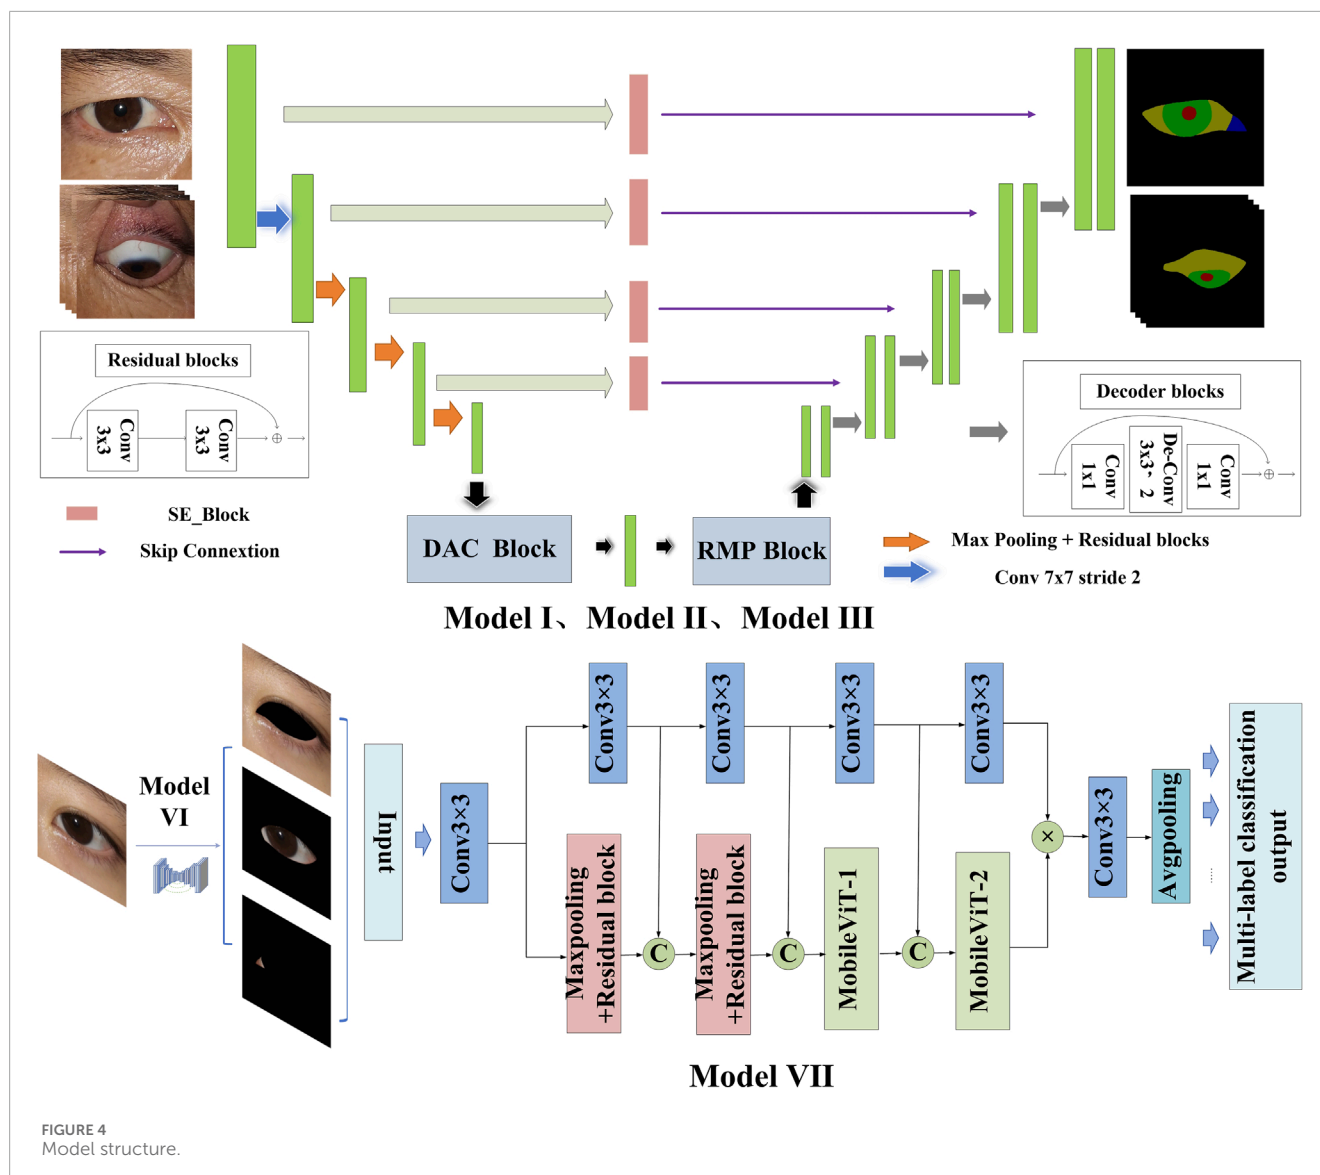 Residual blocks
Conv
3x3
Conv
3x3
SE_Block
Skip Connextion
DAC Block
RMP Block
Decoder blocks
Conv
1x1
De-Conv
3x3, 2
Conv
1x1
Max Pooling + Residual blocks
Conv 7x7 stride 2
Model I、Model II、Model III
Model
VI
Input
Conv3×3
Conv3×3
Conv3×3
Conv3×3
Conv3×3
Maxpooling
+Residual block
C
Maxpooling
+Residual block
C
MobileViT-1
C
MobileViT-2
×
Conv3×3
Avgpooling
......
Multi-label classification
output
Model VII
FIGURE 4
Model structure.